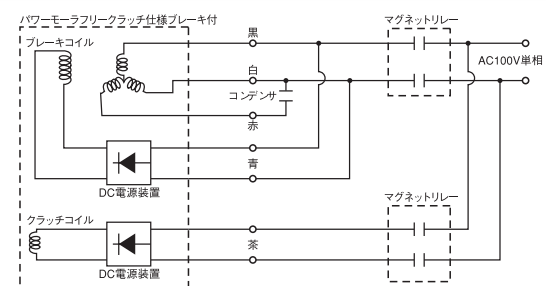 パワーモーラフリークラッチ仕様ブレーキ付
マグネットリレー
黒
ブレーキコイル
AC100V単相
白
コンデンサ
赤
青
DC電源装置
マグネットリレー
クラッチコイル
茶
DC電源装置